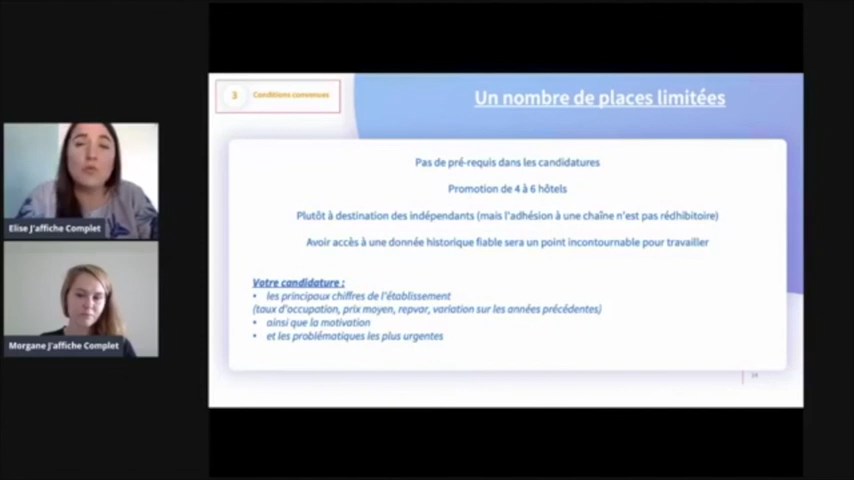 3 Conditions convenues
Un nombre de places limitées
Pas de pré-requis dans les candidatures
Promotion de 4 à 6 hôtels
Plutôt à destination des indépendants (mais l'adhésion à une chaîne n'est pas rédhibitoire)
Avoir accès à une donnée historique fiable sera un point incontournable pour travailler
Votre candidature :
• les principaux chiffres de l'établissement
(taux d'occupation, prix moyen, repvar, variation sur les années précédentes)
• ainsi que la motivation
• et les problématiques les plus urgentes
Elise J'affiche Complet
Morgane J'affiche Complet